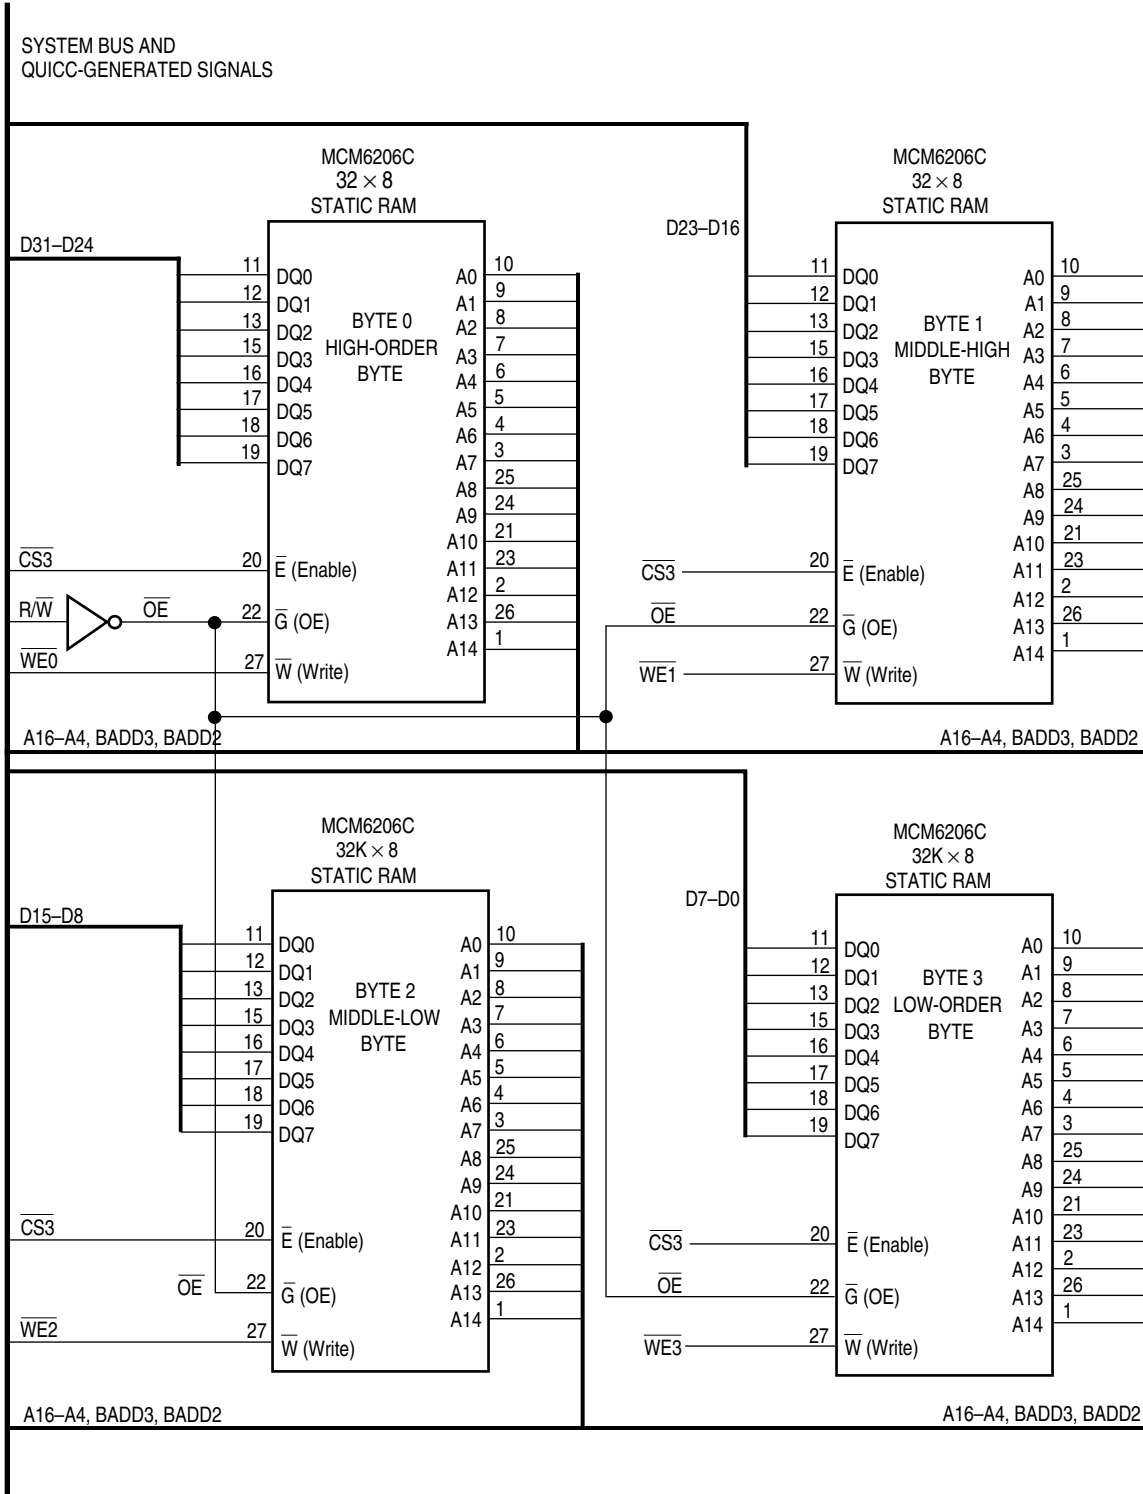 SYSTEM BUS AND
QUICC-GENERATED SIGNALS
MCM6206C
32 × 8
STATIC RAM
D31–D24
11 DQ0
12 DQ1
13 DQ2
15 DQ3
16 DQ4
17 DQ5
18 DQ6
19 DQ7
BYTE 0
HIGH-ORDER
BYTE
A0 10
A1 9
A2 8
A3 7
A4 6
A5 5
A6 4
A7 3
A8 25
A9 24
A10 21
A11 23
A12 2
A13 26
A14 1
C̅S̅3̅ 20 E̅ (Enable)
R/W̅ O̅E̅ 22 G̅ (OE)
W̅E̅0̅ 27 W̅ (Write)
A16–A4, BADD3, BADD2
MCM6206C
32 × 8
STATIC RAM
D23–D16
11 DQ0
12 DQ1
13 DQ2
15 DQ3
16 DQ4
17 DQ5
18 DQ6
19 DQ7
BYTE 1
MIDDLE-HIGH
BYTE
A0 10
A1 9
A2 8
A3 7
A4 6
A5 5
A6 4
A7 3
A8 25
A9 24
A10 21
A11 23
A12 2
A13 26
A14 1
C̅S̅3̅ 20 E̅ (Enable)
O̅E̅ 22 G̅ (OE)
W̅E̅1̅ 27 W̅ (Write)
A16–A4, BADD3, BADD2
MCM6206C
32K × 8
STATIC RAM
D15–D8
11 DQ0
12 DQ1
13 DQ2
15 DQ3
16 DQ4
17 DQ5
18 DQ6
19 DQ7
BYTE 2
MIDDLE-LOW
BYTE
A0 10
A1 9
A2 8
A3 7
A4 6
A5 5
A6 4
A7 3
A8 25
A9 24
A10 21
A11 23
A12 2
A13 26
A14 1
C̅S̅3̅ 20 E̅ (Enable)
O̅E̅ 22 G̅ (OE)
W̅E̅2̅ 27 W̅ (Write)
A16–A4, BADD3, BADD2
MCM6206C
32K × 8
STATIC RAM
D7–D0
11 DQ0
12 DQ1
13 DQ2
15 DQ3
16 DQ4
17 DQ5
18 DQ6
19 DQ7
BYTE 3
LOW-ORDER
BYTE
A0 10
A1 9
A2 8
A3 7
A4 6
A5 5
A6 4
A7 3
A8 25
A9 24
A10 21
A11 23
A12 2
A13 26
A14 1
C̅S̅3̅ 20 E̅ (Enable)
O̅E̅ 22 G̅ (OE)
W̅E̅3̅ 27 W̅ (Write)
A16–A4, BADD3, BADD2